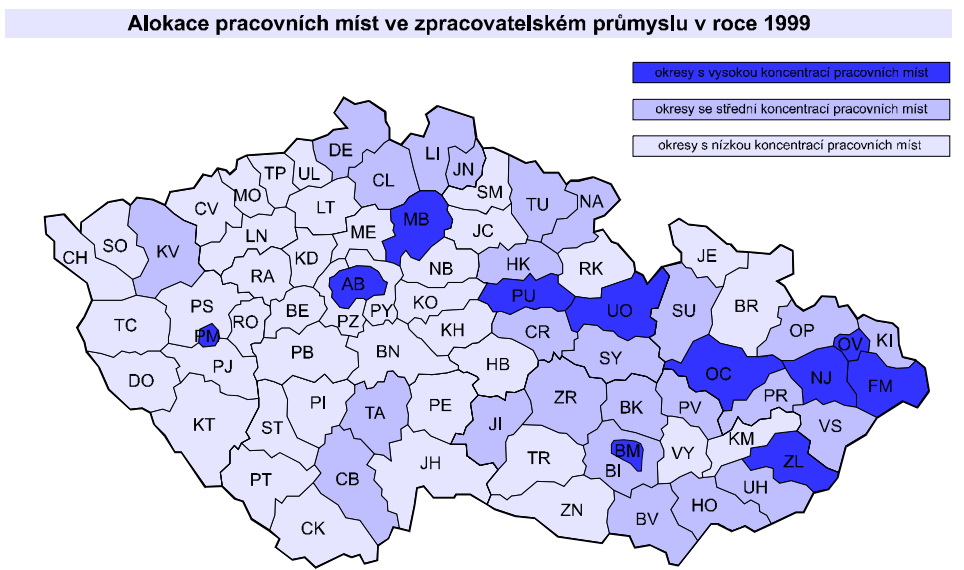 Alokace pracovních míst ve zpracovatelském průmyslu v roce 1999
okresy s vysokou koncentrací pracovních míst
okresy se střední koncentrací pracovních míst
okresy s nízkou koncentrací pracovních míst
DE
LI
JN
TP
UL
CL
SM
MO
CV
LT
TU
NA
MB
ME
JC
SO
KV
LN
CH
KD
NB
HK
RK
JE
RA
AB
PS
BE
KO
PU
UO
SU
BR
TC
RO
PZ
PY
PM
KH
CR
OP
KI
OV
PB
BN
PJ
HB
SY
DO
OC
NJ
FM
PI
TA
PE
ZR
BK
PV
PR
KT
ST
JI
VS
KM
BM
TR
VY
JH
BI
ZL
PT
CB
UH
CK
ZN
BV
HO